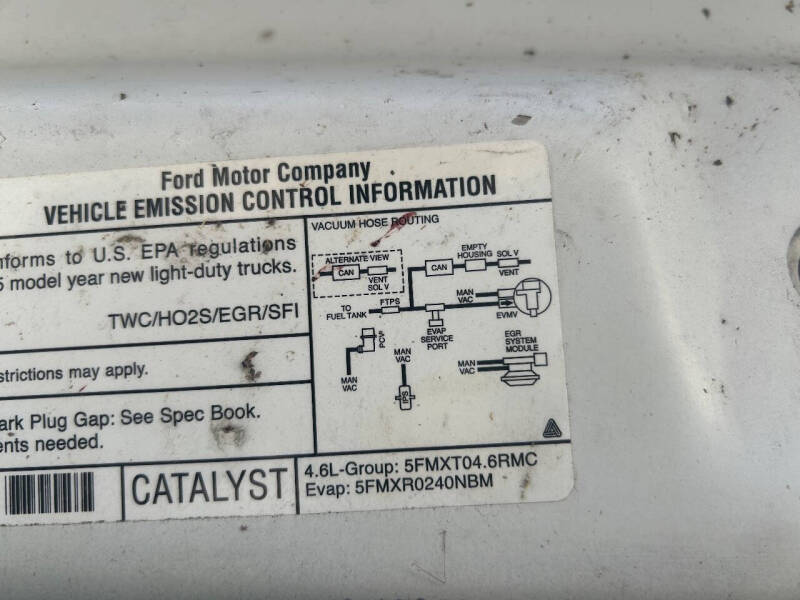 Ford Motor Company
VEHICLE EMISSION CONTROL INFORMATION
nforms to U.S. EPA regulations
5 model year new light-duty trucks.
TWC/HO2S/EGR/SFI
strictions may apply.
ark Plug Gap: See Spec Book.
ents needed.
CATALYST
VACUUM HOSE ROUTING
ALTERNATE VIEW
CAN
VENT
SOL V
CAN
EMPTY
HOUSING
SOL V
VENT
TO
FUEL TANK
FTPS
MAN
VAC
EVMV
EVAP
SERVICE
PORT
PCV
MAN
VAC
MAN
VAC
IPS
EGR
SYSTEM
MODULE
MAN
VAC
4.6L-Group: 5FMXT04.6RMC
Evap: 5FMXR0240NBM